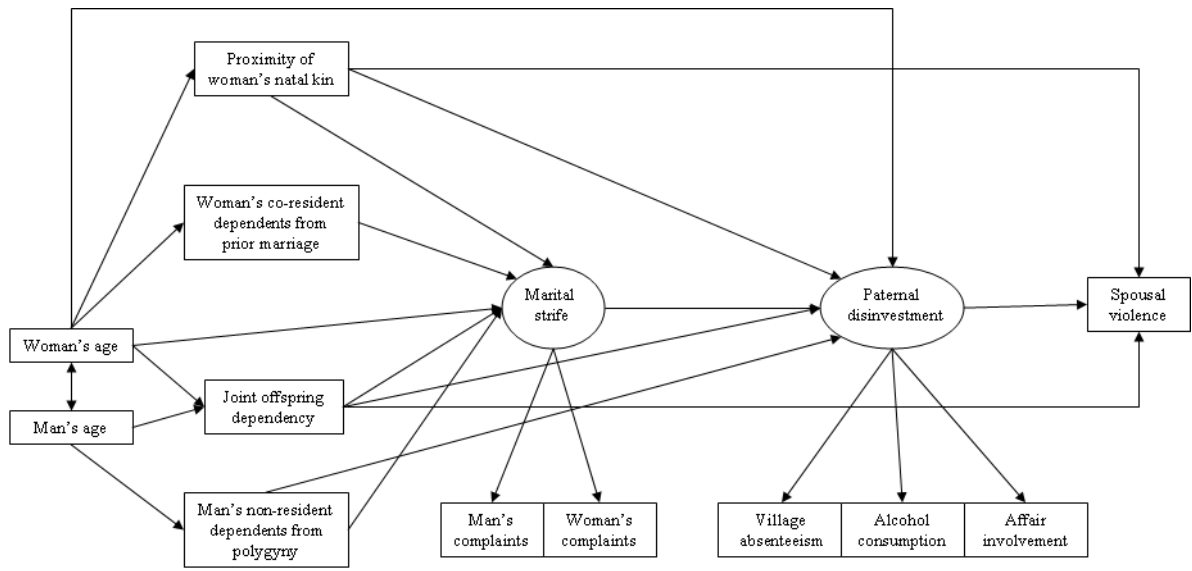 Proximity of
woman's natal kin
Woman's co-resident
dependents from
prior marriage
Marital
strife
Paternal
disinvestment
Spousal
violence
Woman's age
Joint offspring
dependency
Man's age
Man's non-resident
dependents from
polygyny
Man's
complaints
Woman's
complaints
Village
absenteeism
Alcohol
consumption
Affair
involvement